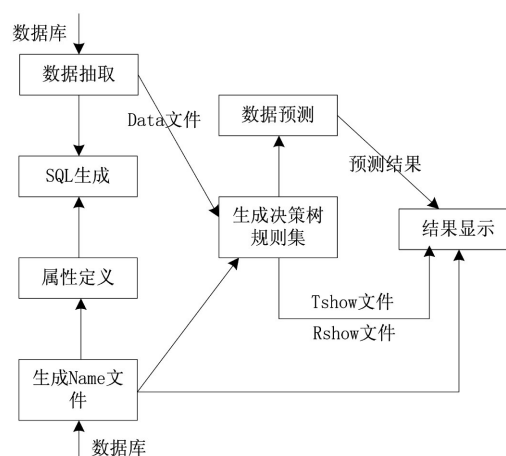 数据库
数据抽取
Data文件
数据预测
预测结果
SQL生成
生成决策树
规则集
结果显示
属性定义
Tshow文件
Rshow文件
生成Name文
件
数据库